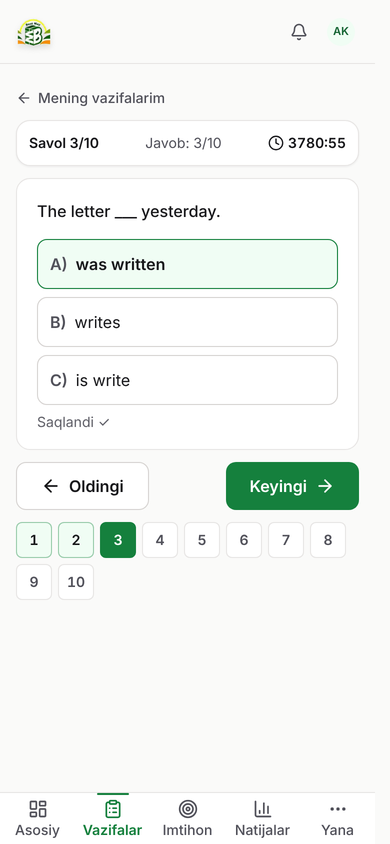 AK
← Mening vazifalarim
Savol 3/10 Javob: 3/10 3780:55
The letter ___ yesterday.
A) was written
B) writes
C) is write
Saqlandi ✓
← Oldingi Keyingi →
1 2 3 4 5 6 7 8
9 10
Asosiy Vazifalar Imtihon Natijalar Yana